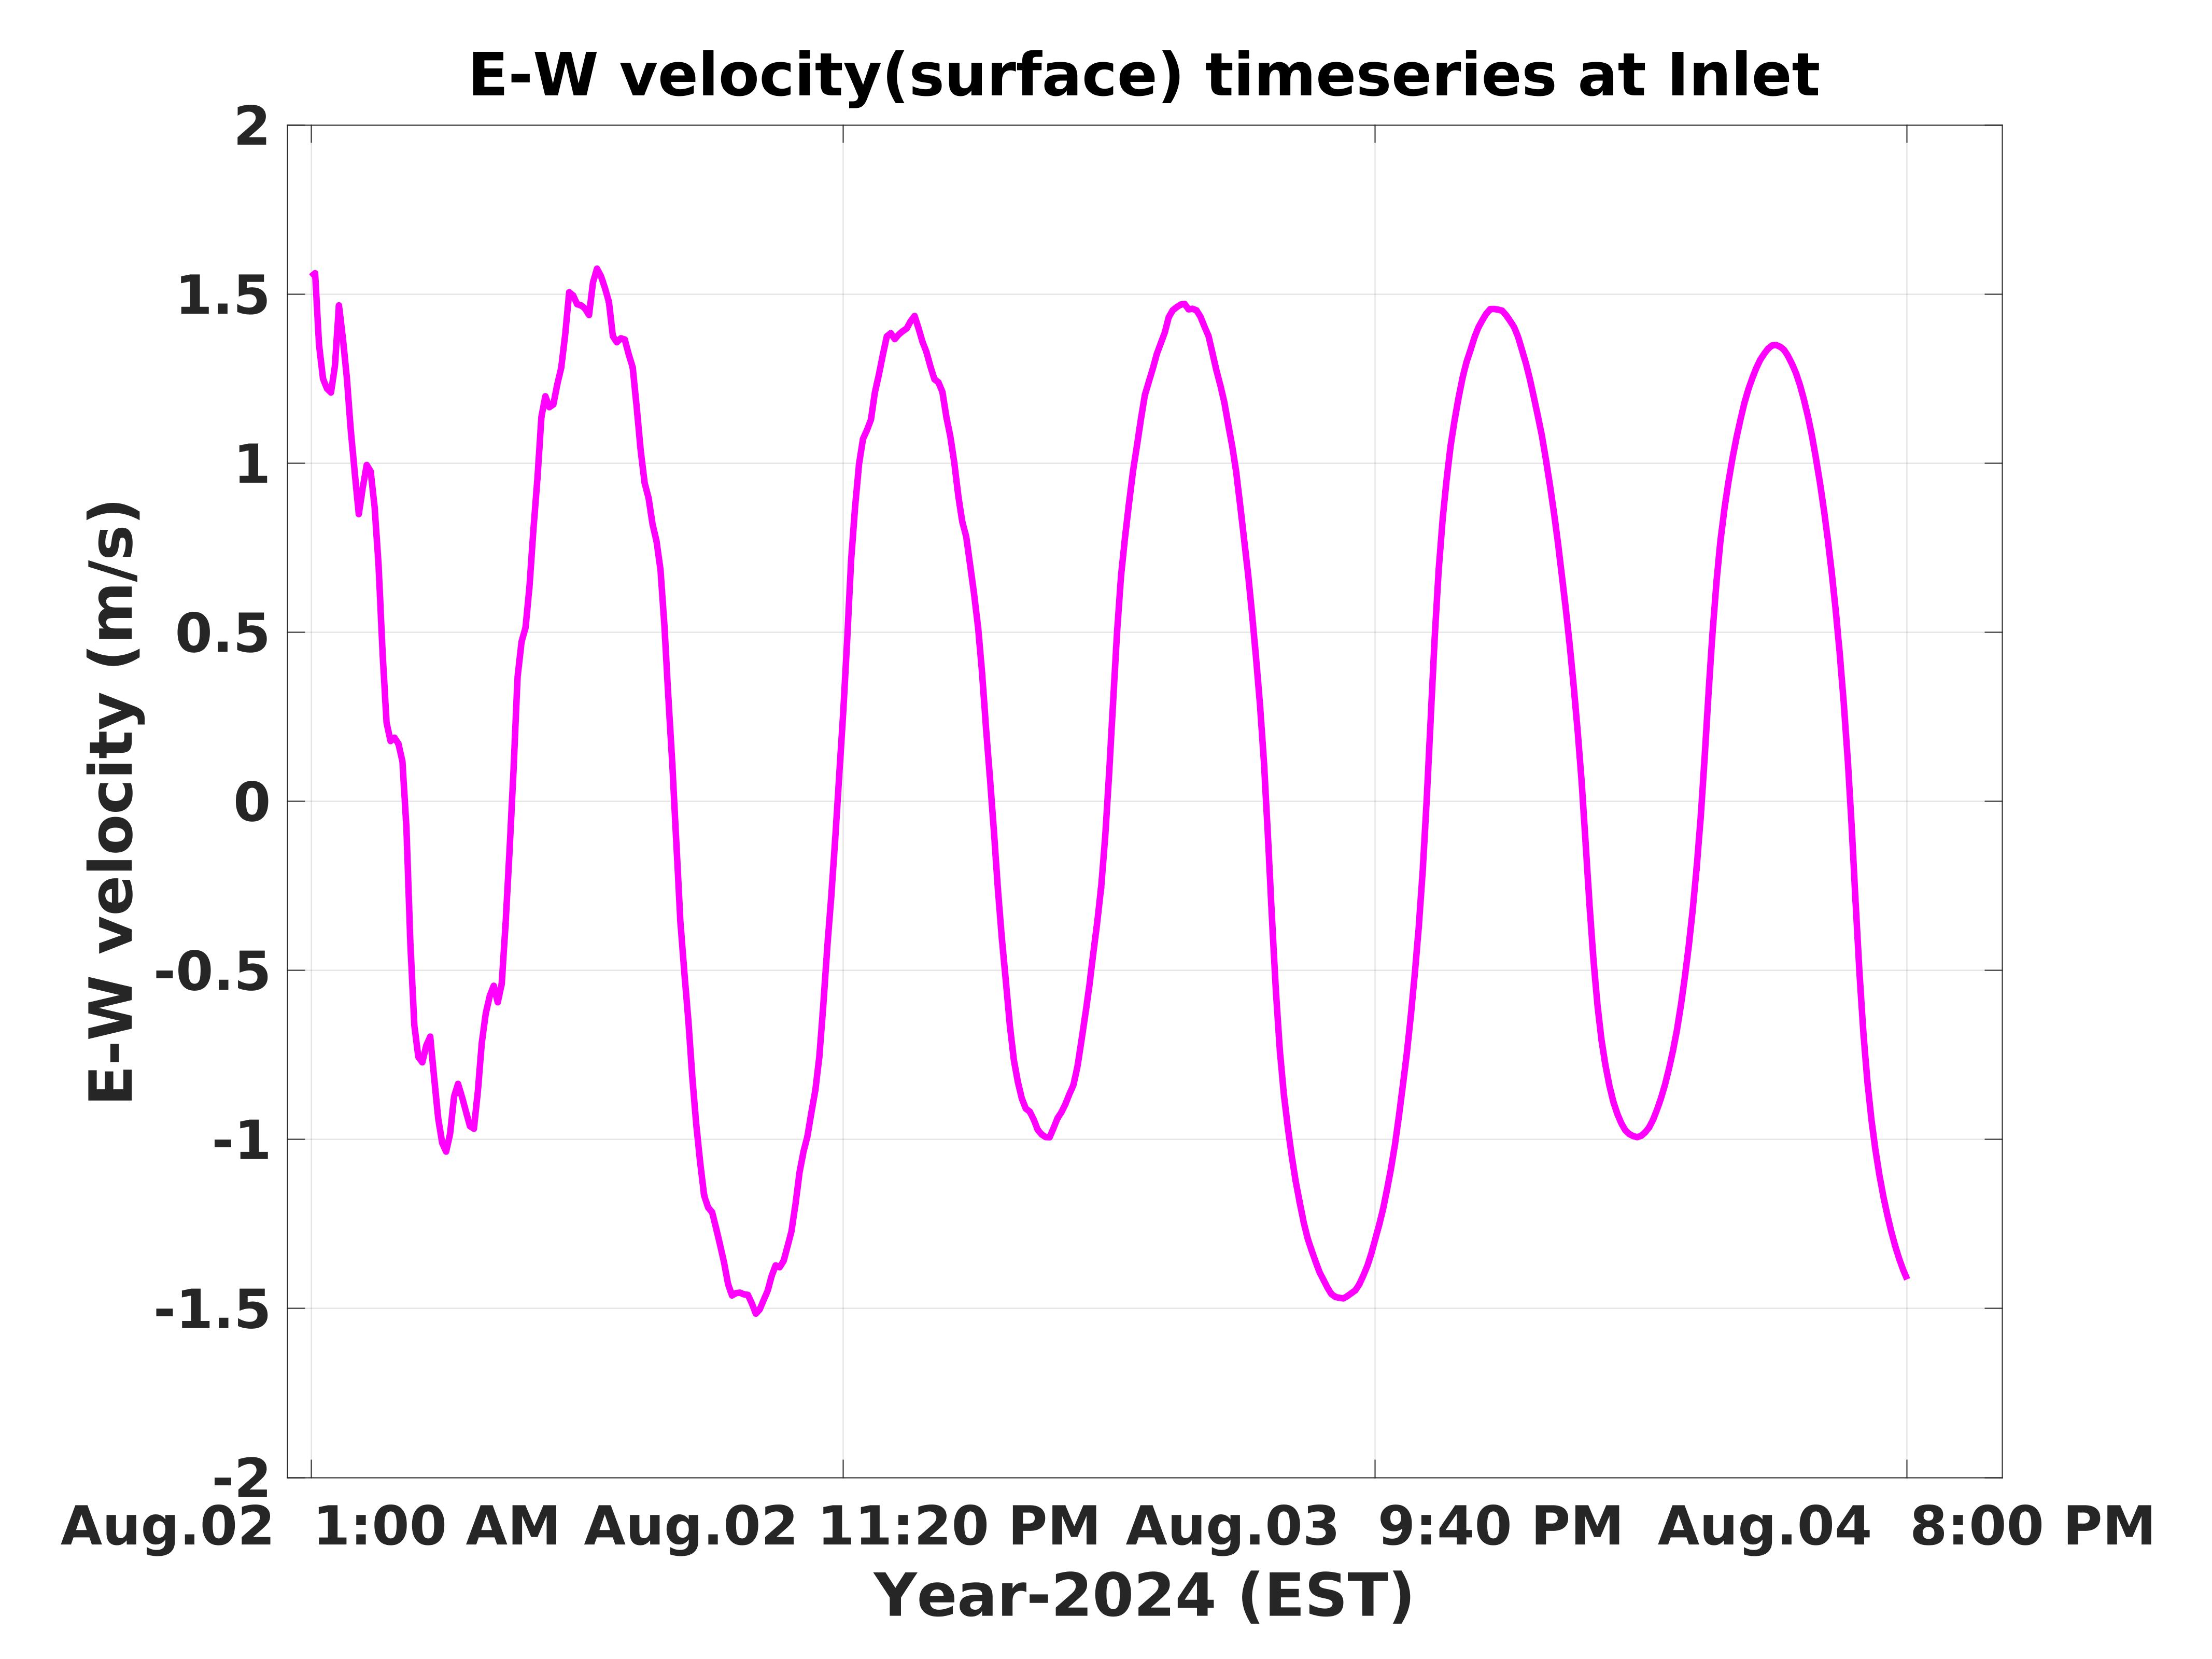 E-W velocity(surface) timeseries at Inlet
2
1.5
1
0.5
0
-0.5
-1
-1.5
-2
E-W velocity (m/s)
Aug.02 1:00 AM Aug.02 11:20 PM Aug.03 9:40 PM Aug.04 8:00 PM
Year-2024 (EST)